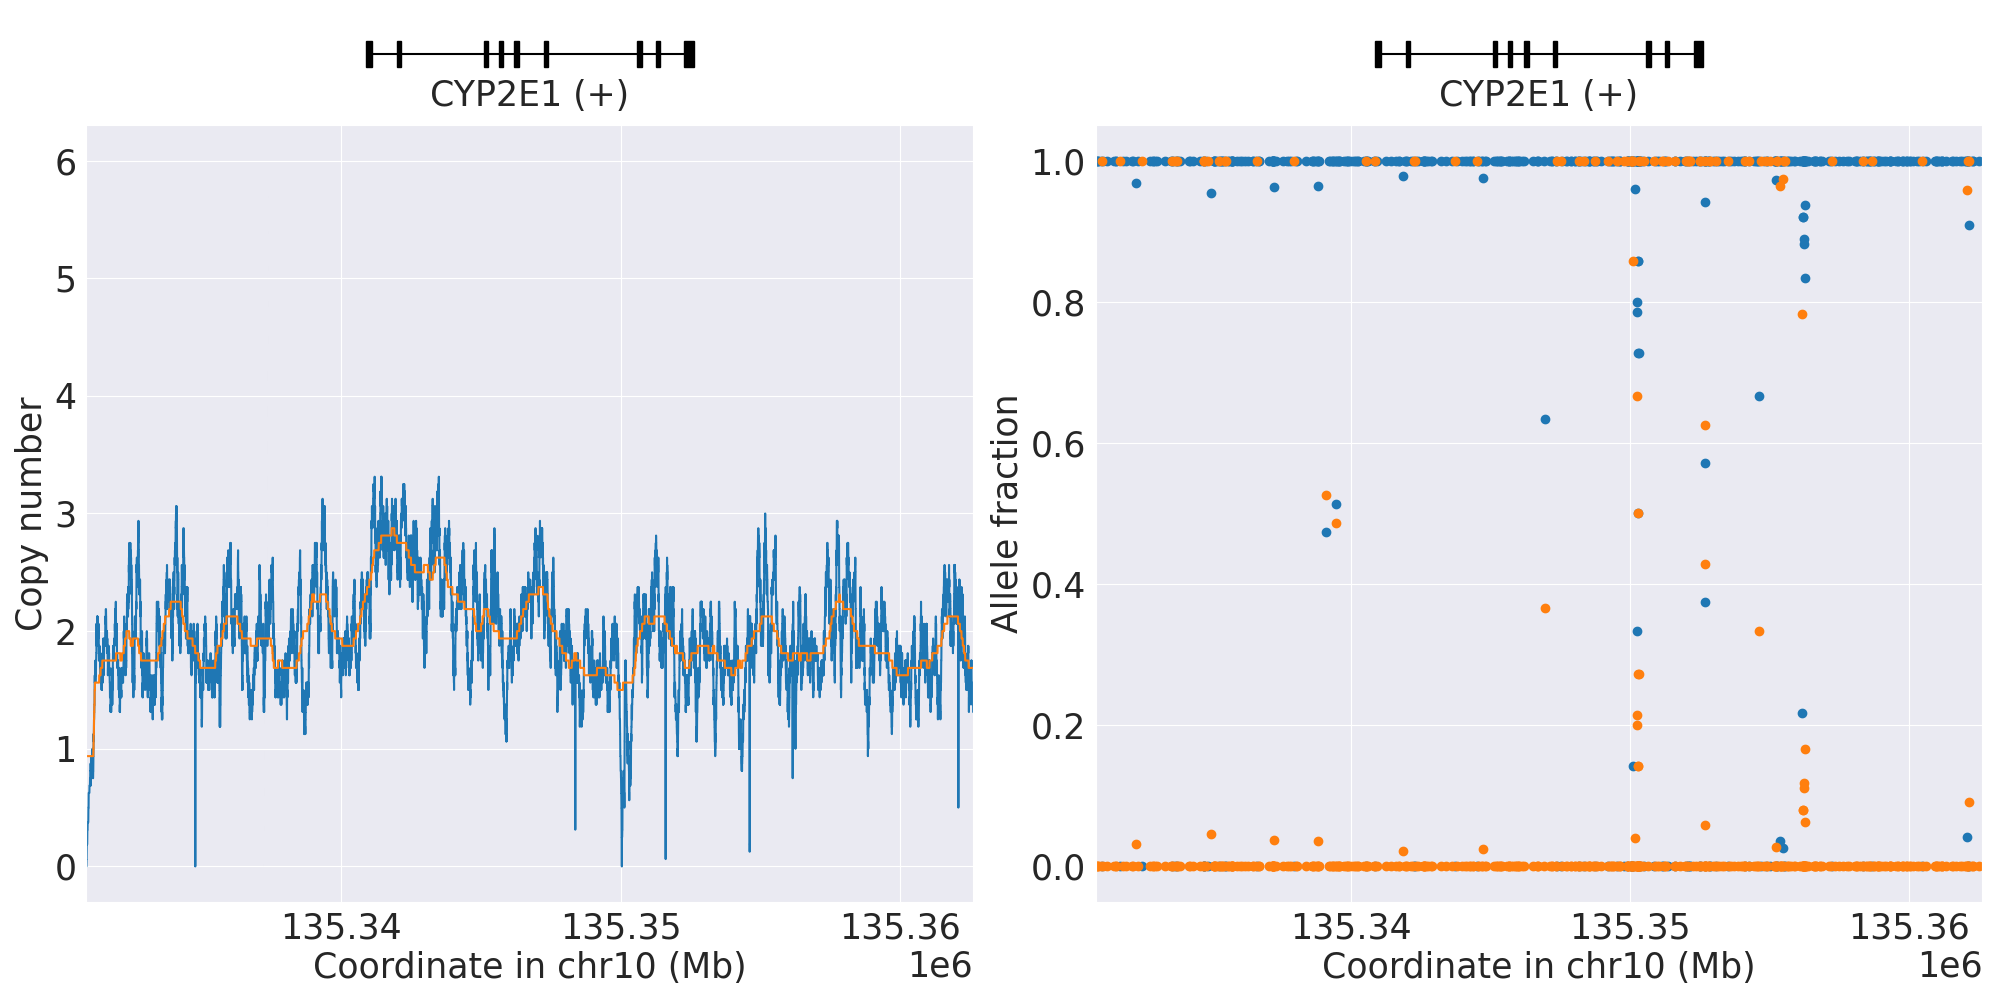 CYP2E1 (+)
6
5
4
3
2
1
0
Copy number
135.34
135.35
135.36
Coordinate in chr10 (Mb)
1e6
CYP2E1 (+)
1.0
0.8
0.6
0.4
0.2
0.0
Allele fraction
135.34
135.35
135.36
Coordinate in chr10 (Mb)
1e6